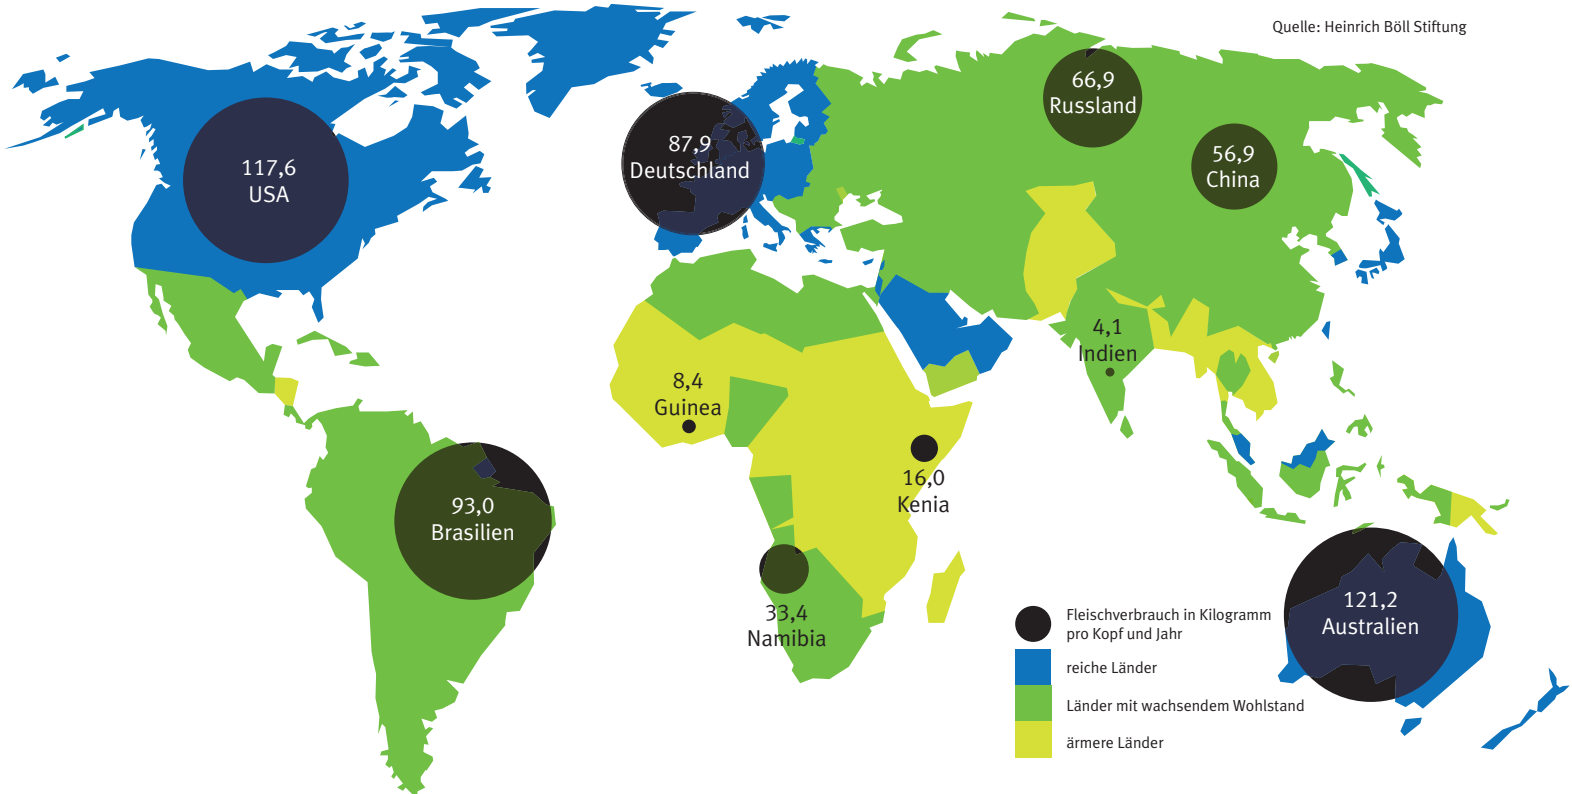 Quelle: Heinrich Böll Stiftung
117,6
USA
87,9
Deutschland
66,9
Russland
56,9
China
4,1
Indien
8,4
Guinea
16,0
Kenia
93,0
Brasilien
33,4
Namibia
121,2
Australien
Fleischverbrauch in Kilogramm
pro Kopf und Jahr
reiche Länder
Länder mit wachsendem Wohlstand
ärmere Länder